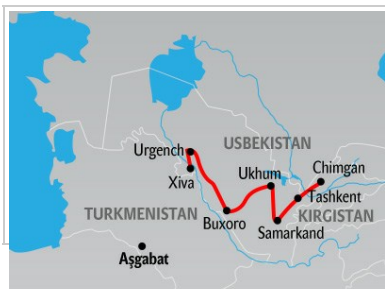 USBEKISTAN
Urgench
Chimgan
Ukhum
Xiva
Tashkent
TURKMENISTAN
KIRGISTAN
Buxoro
Samarkand
Aşgabat